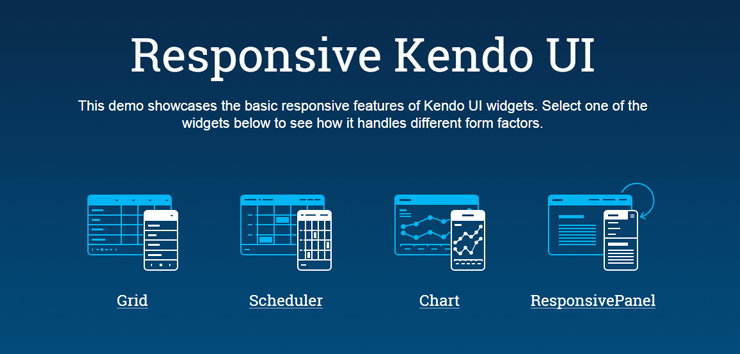 Responsive Kendo UI
This demo showcases the basic responsive features of Kendo UI widgets. Select one of the
widgets below to see how it handles different form factors.
Grid
Scheduler
Chart
ResponsivePanel